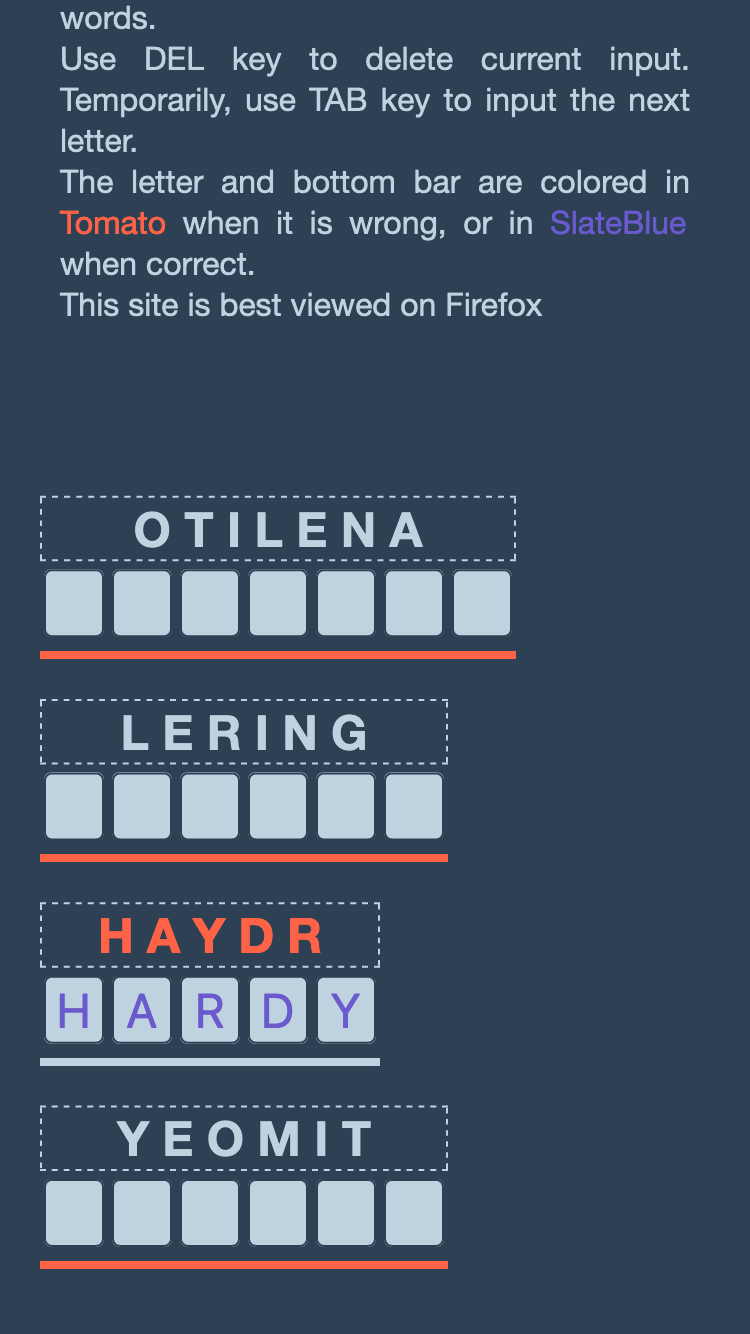 words.
Use DEL key to delete current input.
Temporarily, use TAB key to input the next
letter.
The letter and bottom bar are colored in
Tomato when it is wrong, or in SlateBlue
when correct.
This site is best viewed on Firefox
OTILENA
LERING
HAYDR
HARDY
YEOMIT